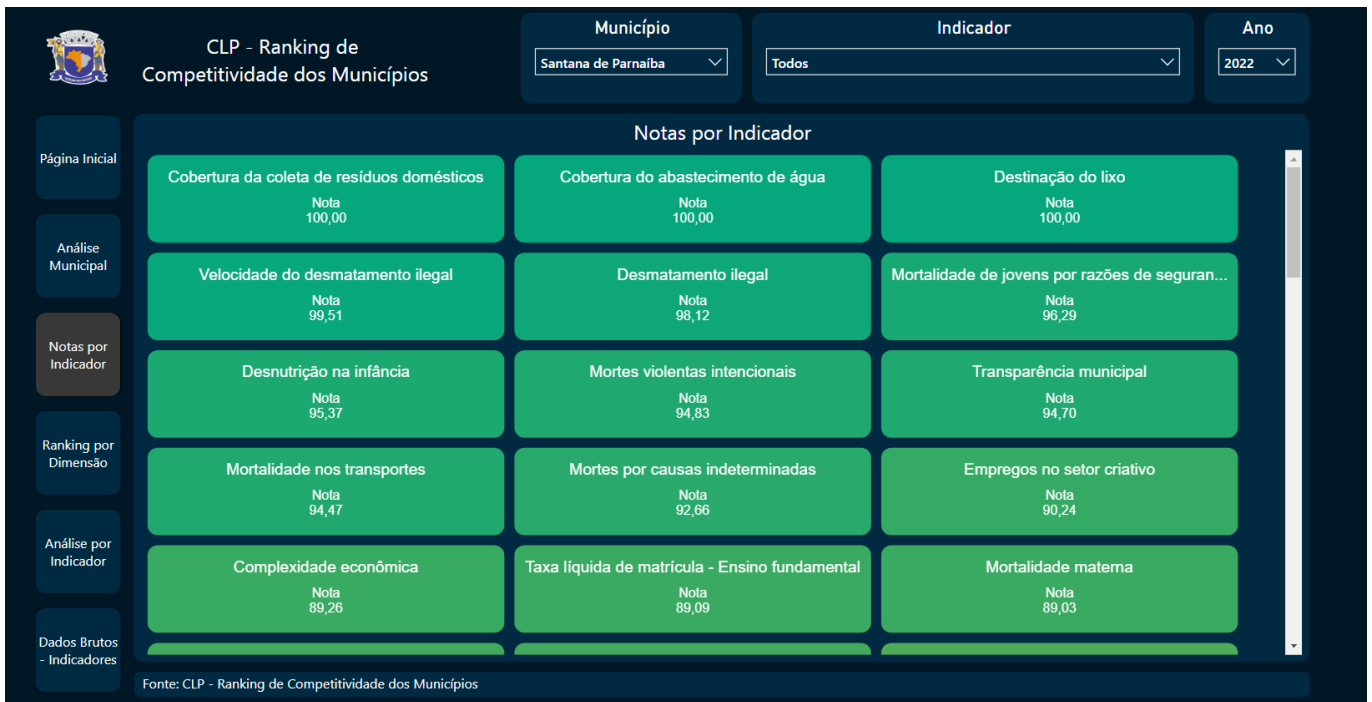 CLP - Ranking de
Competitividade dos Municípios
Município
Santana de Parnaíba
Indicador
Todos
Ano
2022
Página Inicial
Análise
Municipal
Notas por
Indicador
Ranking por
Dimensão
Análise por
Indicador
Dados Brutos
- Indicadores
Notas por Indicador
Cobertura da coleta de resíduos domésticos
Nota
100,00
Cobertura do abastecimento de água
Nota
100,00
Destinação do lixo
Nota
100,00
Velocidade do desmatamento ilegal
Nota
99,51
Desmatamento ilegal
Nota
98,12
Mortalidade de jovens por razões de seguran...
Nota
96,29
Desnutrição na infância
Nota
95,37
Mortes violentas intencionais
Nota
94,83
Transparência municipal
Nota
94,70
Mortalidade nos transportes
Nota
94,47
Mortes por causas indeterminadas
Nota
92,66
Empregos no setor criativo
Nota
90,24
Complexidade econômica
Nota
89,26
Taxa líquida de matrícula - Ensino fundamental
Nota
89,09
Mortalidade materna
Nota
89,03
Fonte: CLP - Ranking de Competitividade dos Municípios